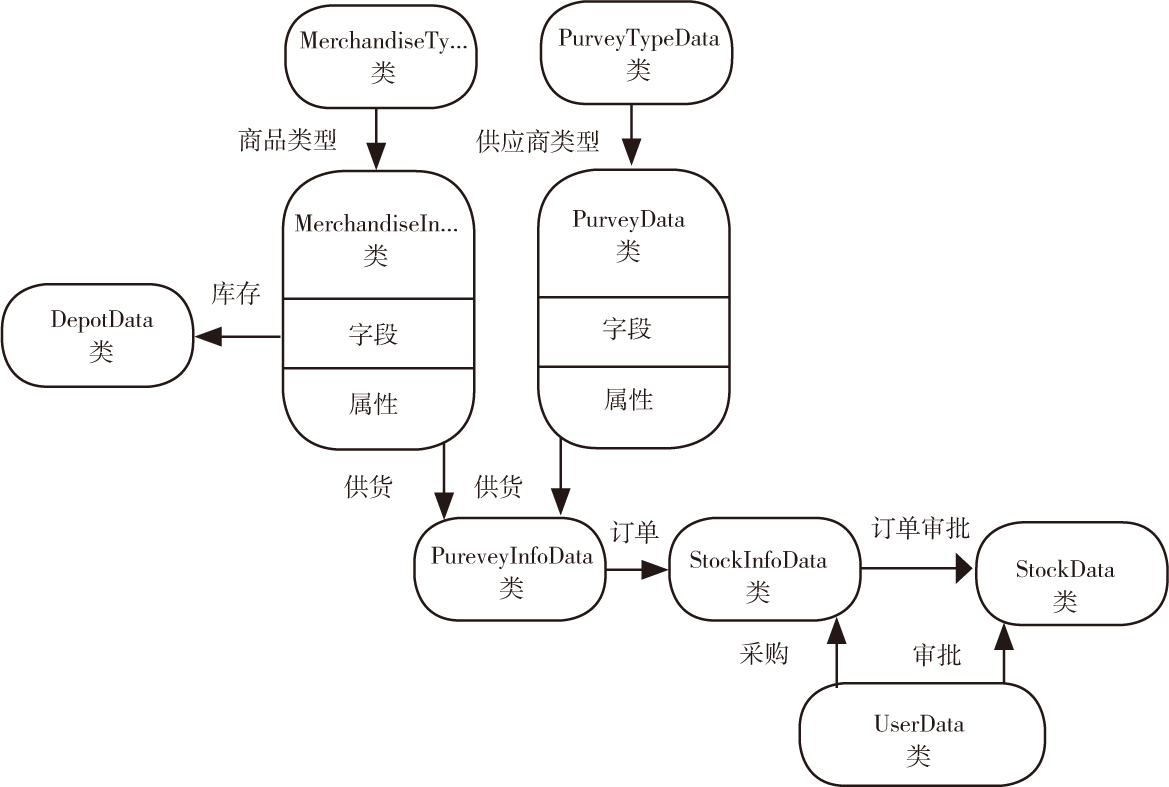 MerchandiseTy...
类
PurveyTypeData
类
商品类型
供应商类型
MerchandiseIn...
类
字段
属性
PurveyData
类
字段
属性
库存
DepotData
类
供货
供货
PureveyInfoData
类
订单
StockInfoData
类
订单审批
StockData
类
采购
审批
UserData
类